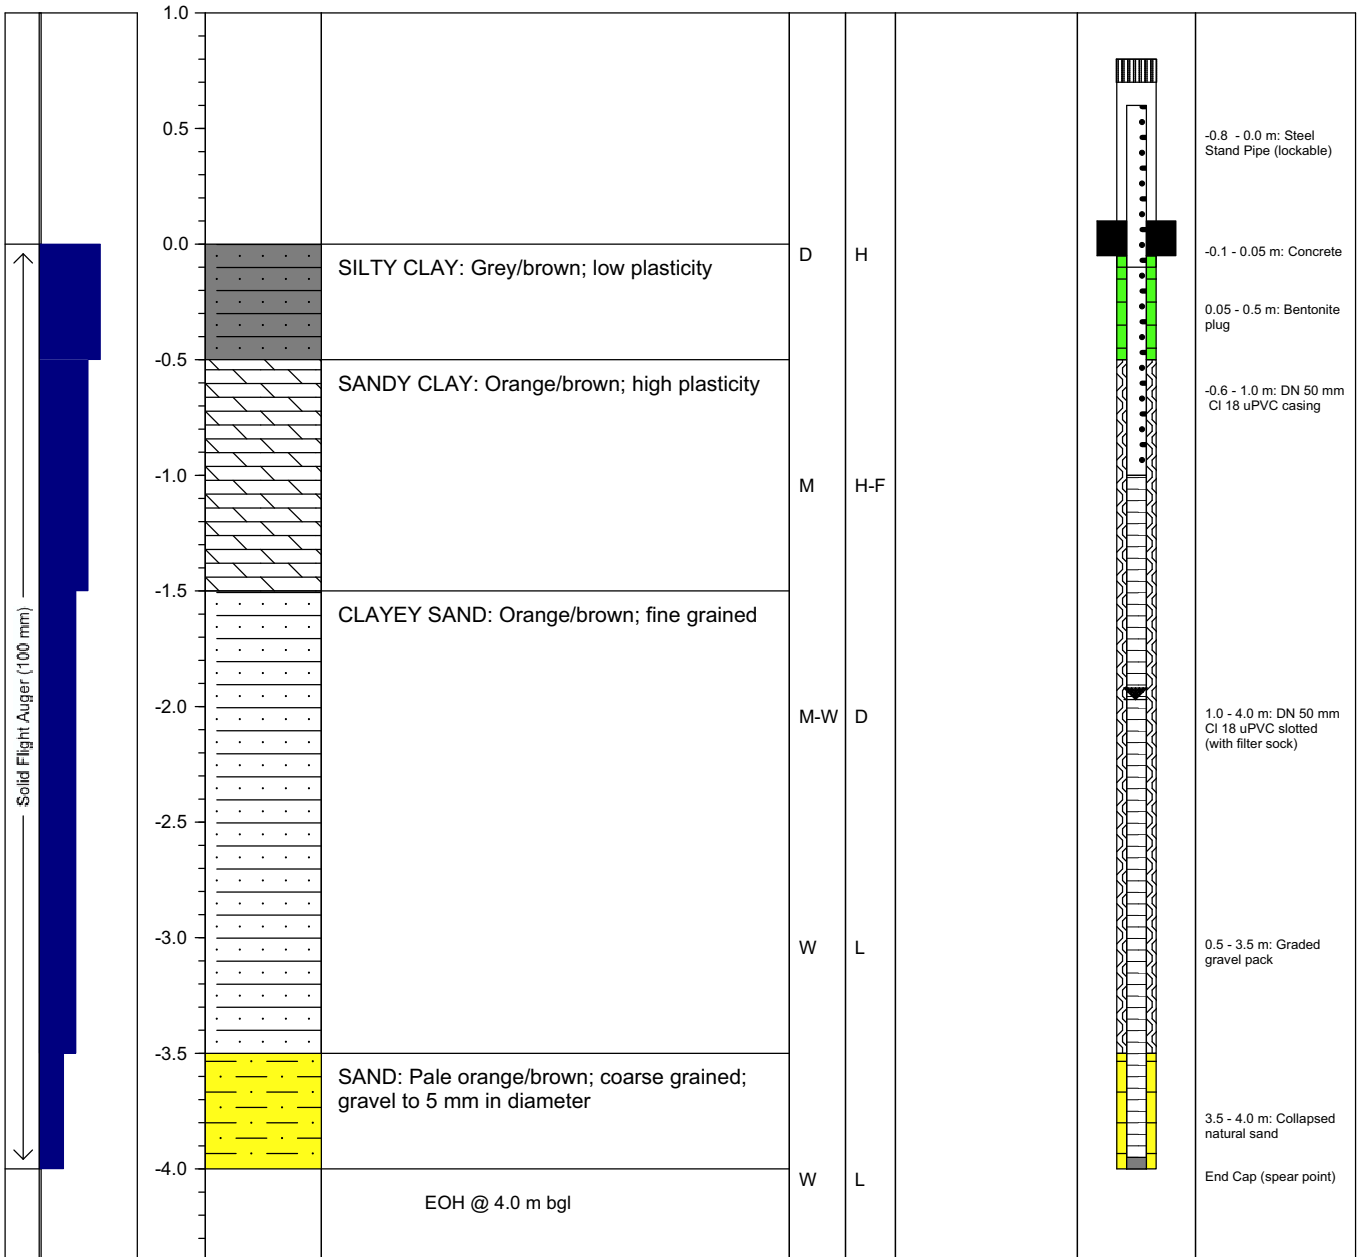 1.0
0.5
-0.8 - 0.0 m: Steel
Stand Pipe (lockable)
0.0
D
H
-0.1 - 0.05 m: Concrete
SILTY CLAY: Grey/brown; low plasticity
0.05 - 0.5 m: Bentonite
plug
-0.5
SANDY CLAY: Orange/brown; high plasticity
-0.6 - 1.0 m: DN 50 mm
Cl 18 uPVC casing
-1.0
M
H-F
-1.5
CLAYEY SAND: Orange/brown; fine grained
Solid Flight Auger (100 mm)
-2.0
M-W
D
1.0 - 4.0 m: DN 50 mm
Cl 18 uPVC slotted
(with filter sock)
-2.5
-3.0
W
L
0.5 - 3.5 m: Graded
gravel pack
-3.5
SAND: Pale orange/brown; coarse grained;
gravel to 5 mm in diameter
3.5 - 4.0 m: Collapsed
natural sand
-4.0
W
L
End Cap (spear point)
EOH @ 4.0 m bgl